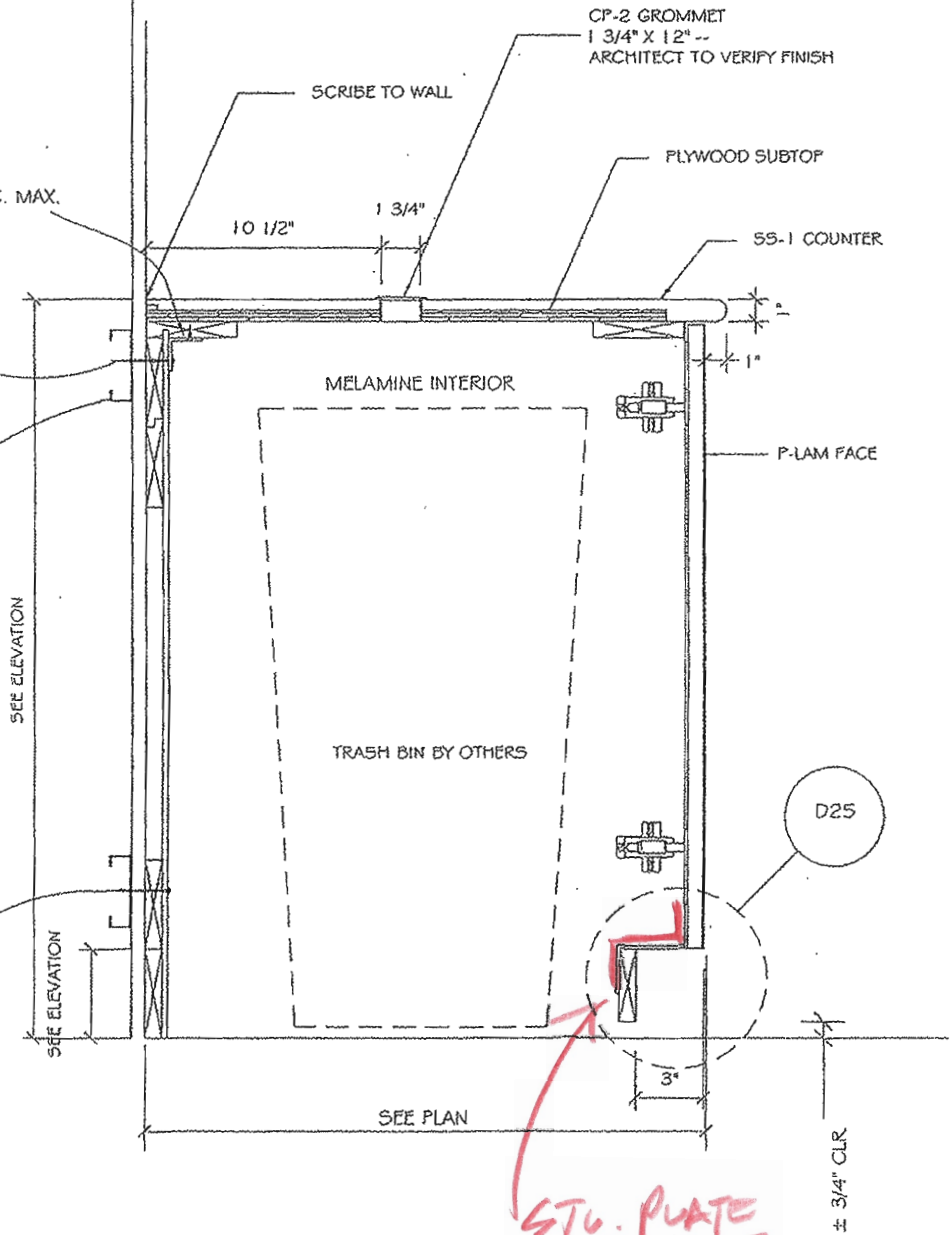 CP-2 GROMMET
1 3/4" X 12" --
ARCHITECT TO VERIFY FINISH
SCRIBE TO WALL
PLYWOOD SUBTOP
MAX.
10 1/2"
1 3/4"
SS-1 COUNTER
1"
1"
MELAMINE INTERIOR
P-LAM FACE
SEE ELEVATION
TRASH BIN BY OTHERS
D25
SEE ELEVATION
3"
SEE PLAN
± 3/4" CLR
STG. PLATE